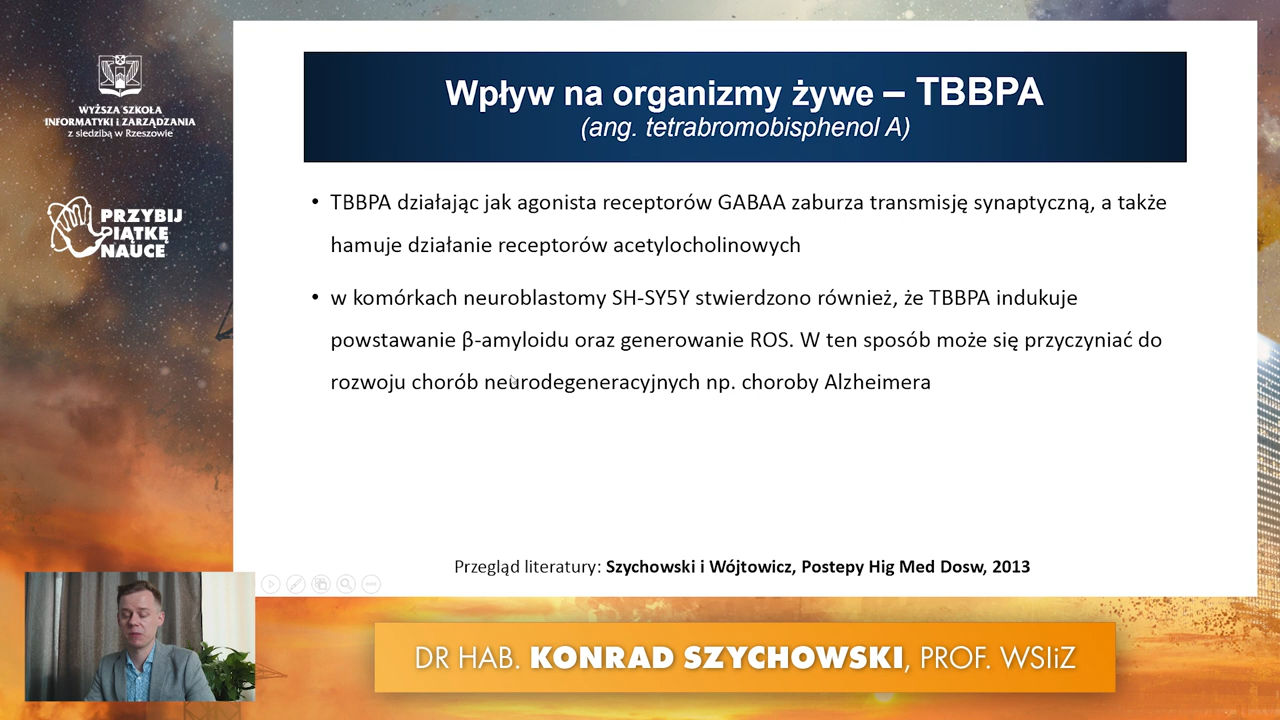 WYŻSZA SZKOŁA
INFORMATYKI i ZARZĄDZANIA
z siedzibą w Rzeszowie
PRZYBIJ
PIĄTKĘ
NAUCE
Wpływ na organizmy żywe – TBBPA
(ang. tetrabromobisphenol A)
• TBBPA działając jak agonista receptorów GABAA zaburza transmisję synaptyczną, a także
hamuje działanie receptorów acetylocholinowych
• w komórkach neuroblastomy SH-SY5Y stwierdzono również, że TBBPA indukuje
powstawanie β-amyloidu oraz generowanie ROS. W ten sposób może się przyczyniać do
rozwoju chorób neurodegeneracyjnych np. choroby Alzheimera
Przegląd literatury: Szychowski i Wójtowicz, Postepy Hig Med Dosw, 2013
DR HAB. KONRAD SZYCHOWSKI, PROF. WSIiZ